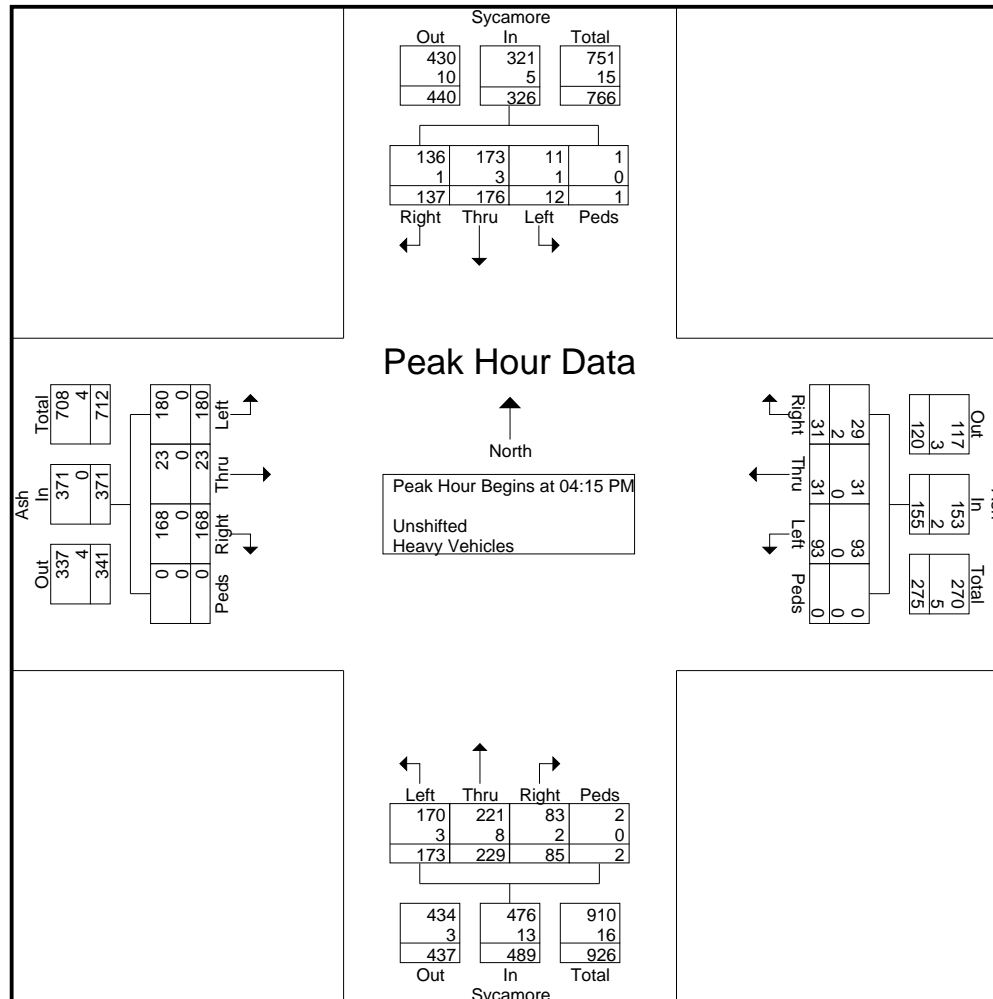 Sycamore
Out In Total
430 321 751
10 5 15
440 326 766
136 173 11 1
1 3 1 0
137 176 12 1
Right Thru Left Peds
Peak Hour Data
North
Peak Hour Begins at 04:15 PM
Unshifted
Heavy Vehicles
Ash
Out In Total
337 371 708
4 0 4
341 371 712
Peds Right Thru Left
0 168 23 180
0 0 0 0
0 168 23 180
Out In Total
117 153 270
3 2 5
120 155 275
Right Thru Left Peds
29 31 93 0
2 0 0 0
31 31 93 0
Left Thru Right Peds
170 221 83 2
3 8 2 0
173 229 85 2
434 476 910
3 13 16
437 489 926
Out In Total
Sycamore